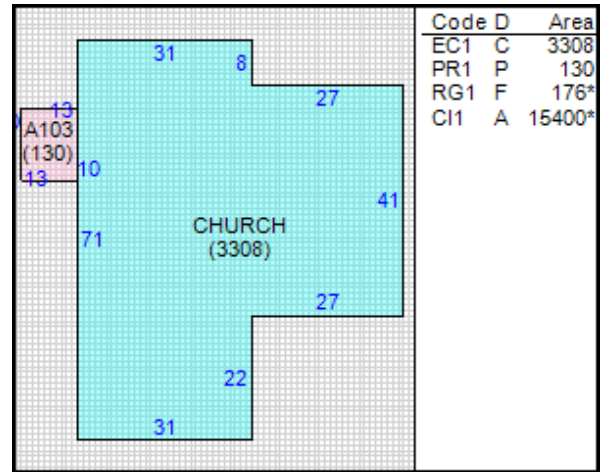 Code D Area
EC1 C 3308
PR1 P 130
RG1 F 176*
CI1 A 15400*
31
8
27
13
A103
(130)
10
13
41
71
CHURCH
(3308)
27
22
31